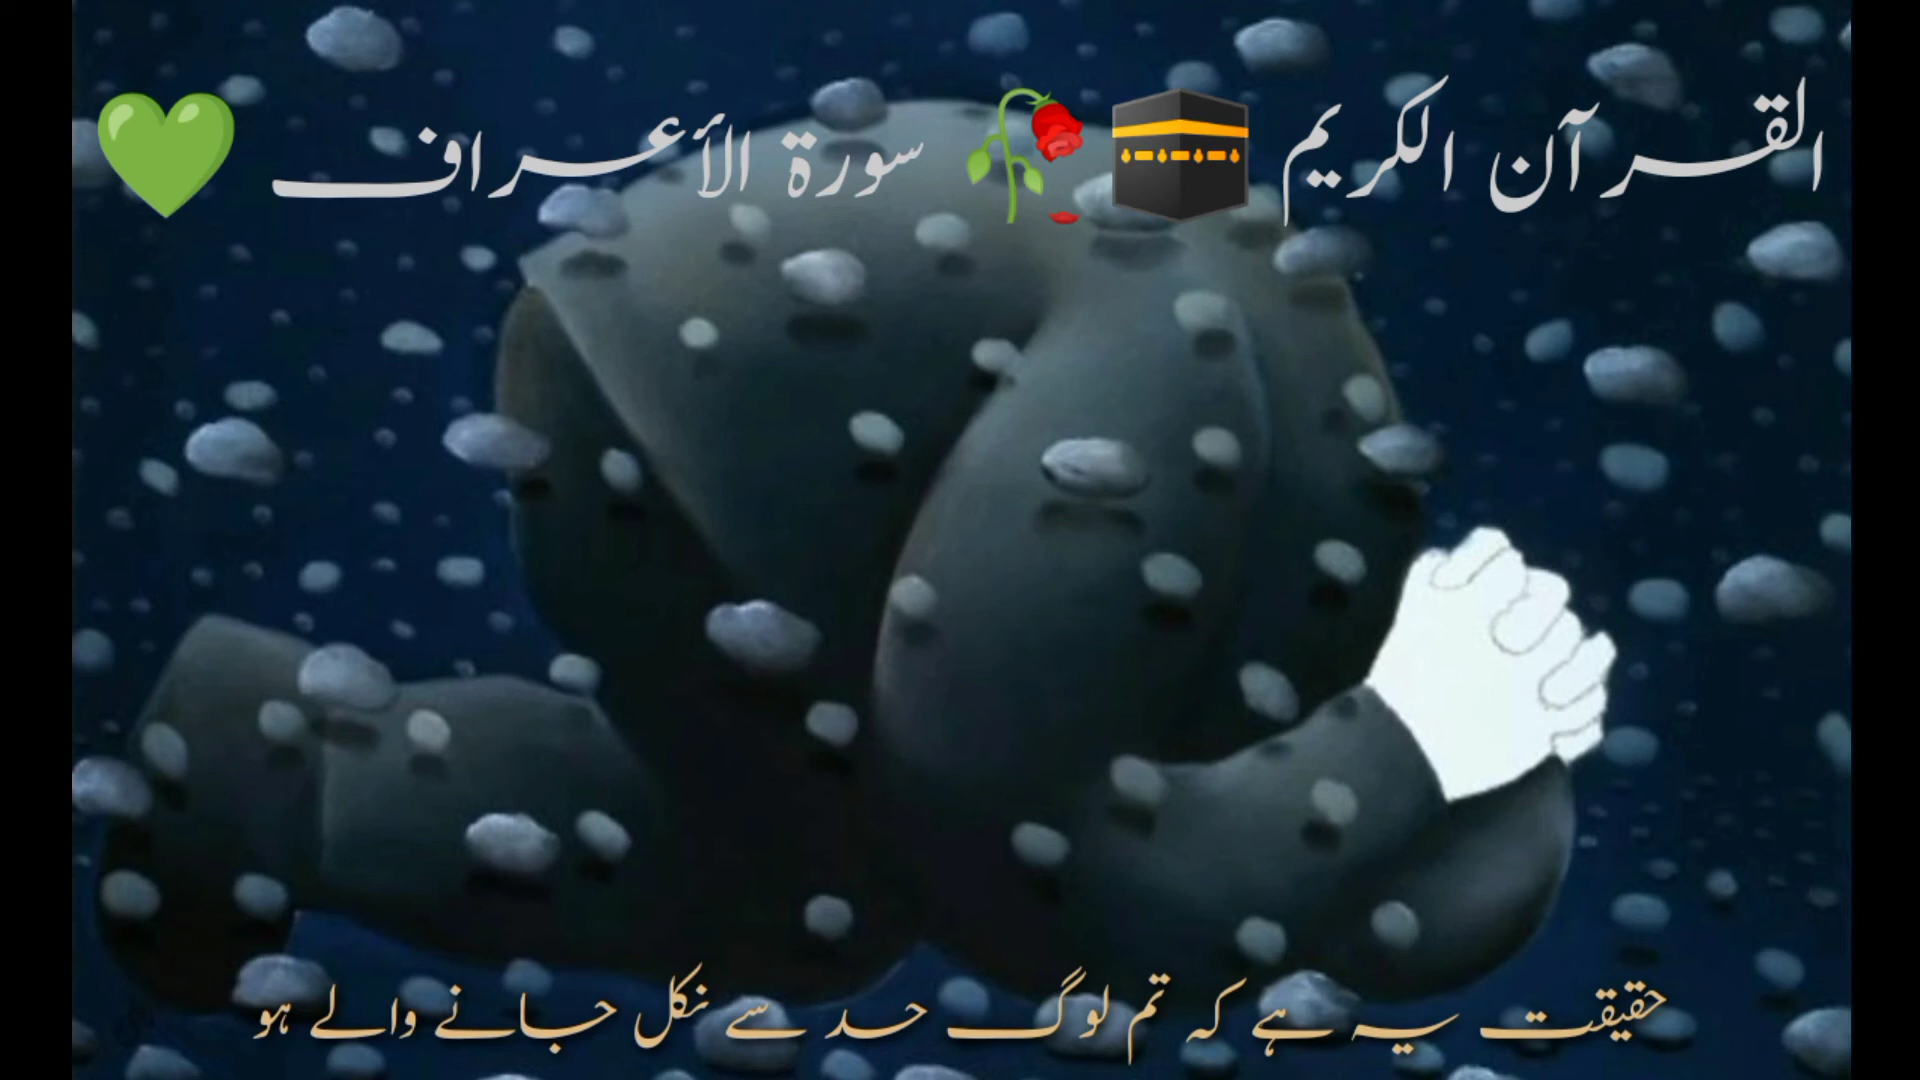 القرآن الكريم 🕋🥀 سورة الأعراف 💚
حقیقت یہ ہے کہ تم لوگ حد سے نکل جانے والے ہو